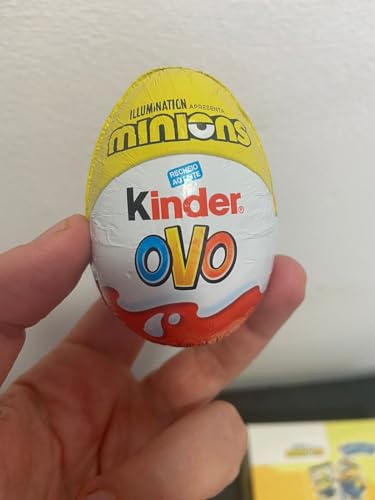 ILLUMINATION APRESENTA
MINIONS
RECHEIO
AO LEITE
Kinder®
OVO